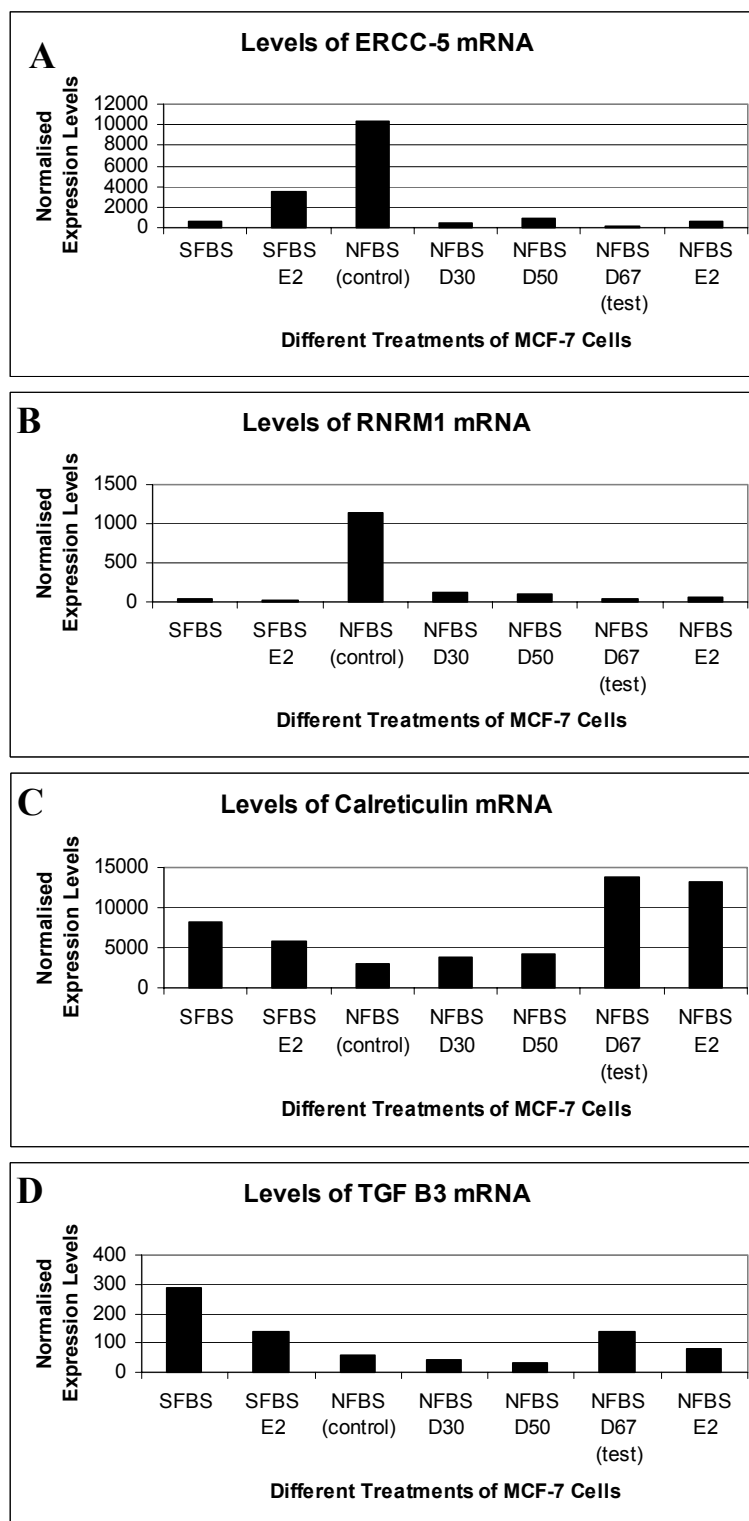 A
Levels of ERCC-5 mRNA
Normalised
Expression Levels
12000
10000
8000
6000
4000
2000
0
SFBS SFBS NFBS NFBS NFBS NFBS NFBS
E2 (control) D30 D50 D67 E2
(test)
Different Treatments of MCF-7 Cells
B
Levels of RNRM1 mRNA
Normalised
Expression Levels
1500
1000
500
0
SFBS SFBS NFBS NFBS NFBS NFBS NFBS
E2 (control) D30 D50 D67 E2
(test)
Different Treatments of MCF-7 Cells
C
Levels of Calreticulin mRNA
Normalised
Expression Levels
15000
10000
5000
0
SFBS SFBS NFBS NFBS NFBS NFBS NFBS
E2 (control) D30 D50 D67 E2
(test)
Different Treatments of MCF-7 Cells
D
Levels of TGF B3 mRNA
Normalised
Expression Levels
400
300
200
100
0
SFBS SFBS NFBS NFBS NFBS NFBS NFBS
E2 (control) D30 D50 D67 E2
(test)
Different Treatments of MCF-7 Cells